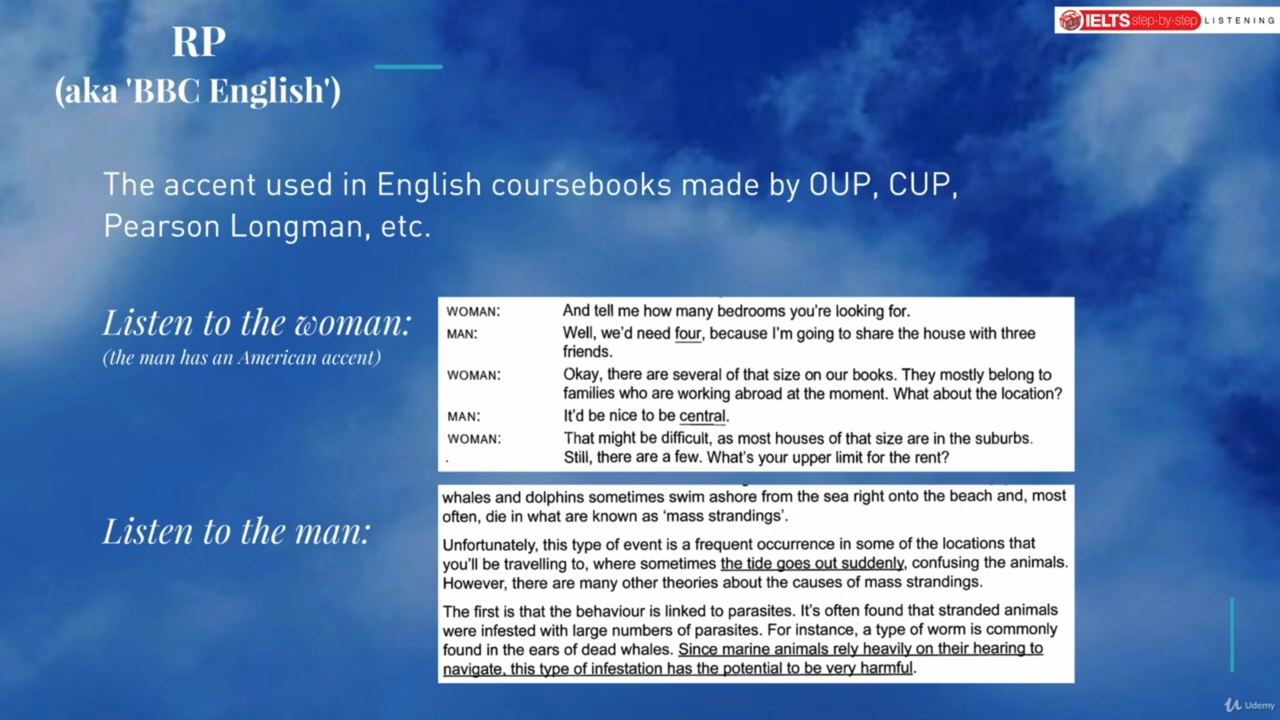 RP
(aka 'BBC English')
IELTS step-by-step LISTENING
The accent used in English coursebooks made by OUP, CUP,
Pearson Longman, etc.
Listen to the woman:
(the man has an American accent)
WOMAN: And tell me how many bedrooms you're looking for.
MAN: Well, we'd need four, because I'm going to share the house with three
friends.
WOMAN: Okay, there are several of that size on our books. They mostly belong to
families who are working abroad at the moment. What about the location?
MAN: It'd be nice to be central.
WOMAN: That might be difficult, as most houses of that size are in the suburbs.
Still, there are a few. What's your upper limit for the rent?
Listen to the man:
whales and dolphins sometimes swim ashore from the sea right onto the beach and, most
often, die in what are known as 'mass strandings'.
Unfortunately, this type of event is a frequent occurrence in some of the locations that
you'll be travelling to, where sometimes the tide goes out suddenly, confusing the animals.
However, there are many other theories about the causes of mass strandings.
The first is that the behaviour is linked to parasites. It's often found that stranded animals
were infested with large numbers of parasites. For instance, a type of worm is commonly
found in the ears of dead whales. Since marine animals rely heavily on their hearing to
navigate, this type of infestation has the potential to be very harmful.
Udemy